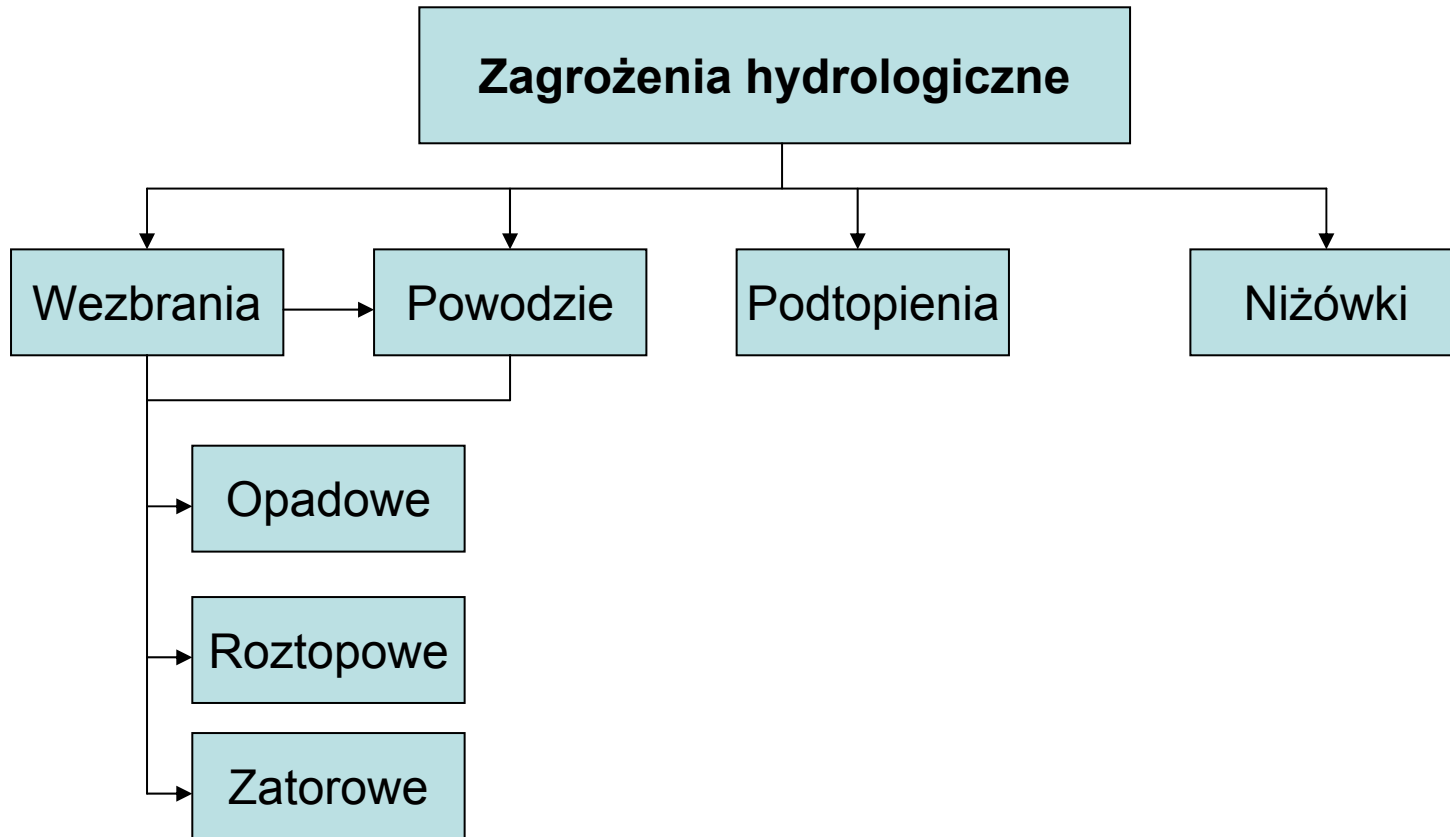 Zagrożenia hydrologiczne
Wezbrania
Powodzie
Podtopienia
Niżówki
Opadowe
Roztopowe
Zatorowe